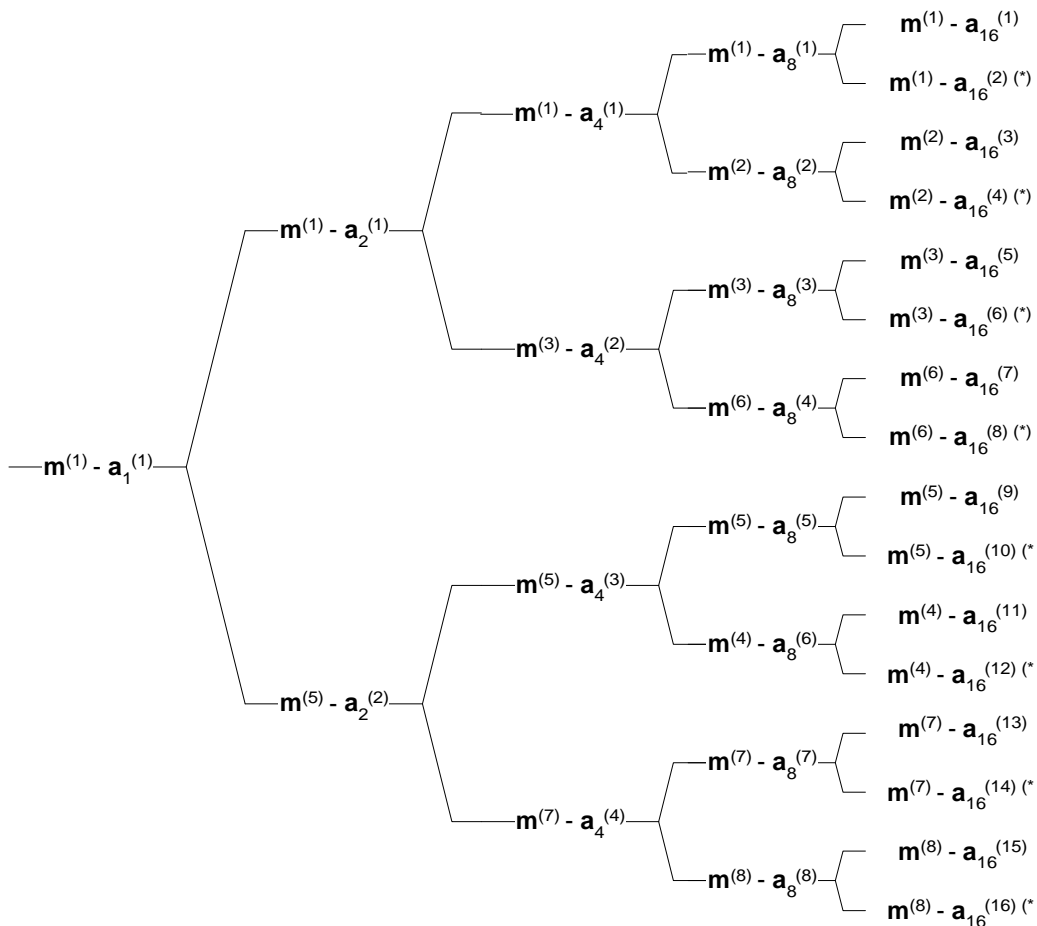 m(1) - a16(1)
m(1) - a8(1)
m(1) - a16(2) (*)
m(1) - a4(1)
m(2) - a16(3)
m(2) - a8(2)
m(2) - a16(4) (*)
m(1) - a2(1)
m(3) - a16(5)
m(3) - a8(3)
m(3) - a16(6) (*)
m(3) - a4(2)
m(6) - a16(7)
m(6) - a8(4)
m(6) - a16(8) (*)
m(1) - a1(1)
m(5) - a16(9)
m(5) - a8(5)
m(5) - a16(10) (*
m(5) - a4(3)
m(4) - a16(11)
m(4) - a8(6)
m(4) - a16(12) (*
m(5) - a2(2)
m(7) - a16(13)
m(7) - a8(7)
m(7) - a16(14) (*
m(7) - a4(4)
m(8) - a16(15)
m(8) - a8(8)
m(8) - a16(16) (*